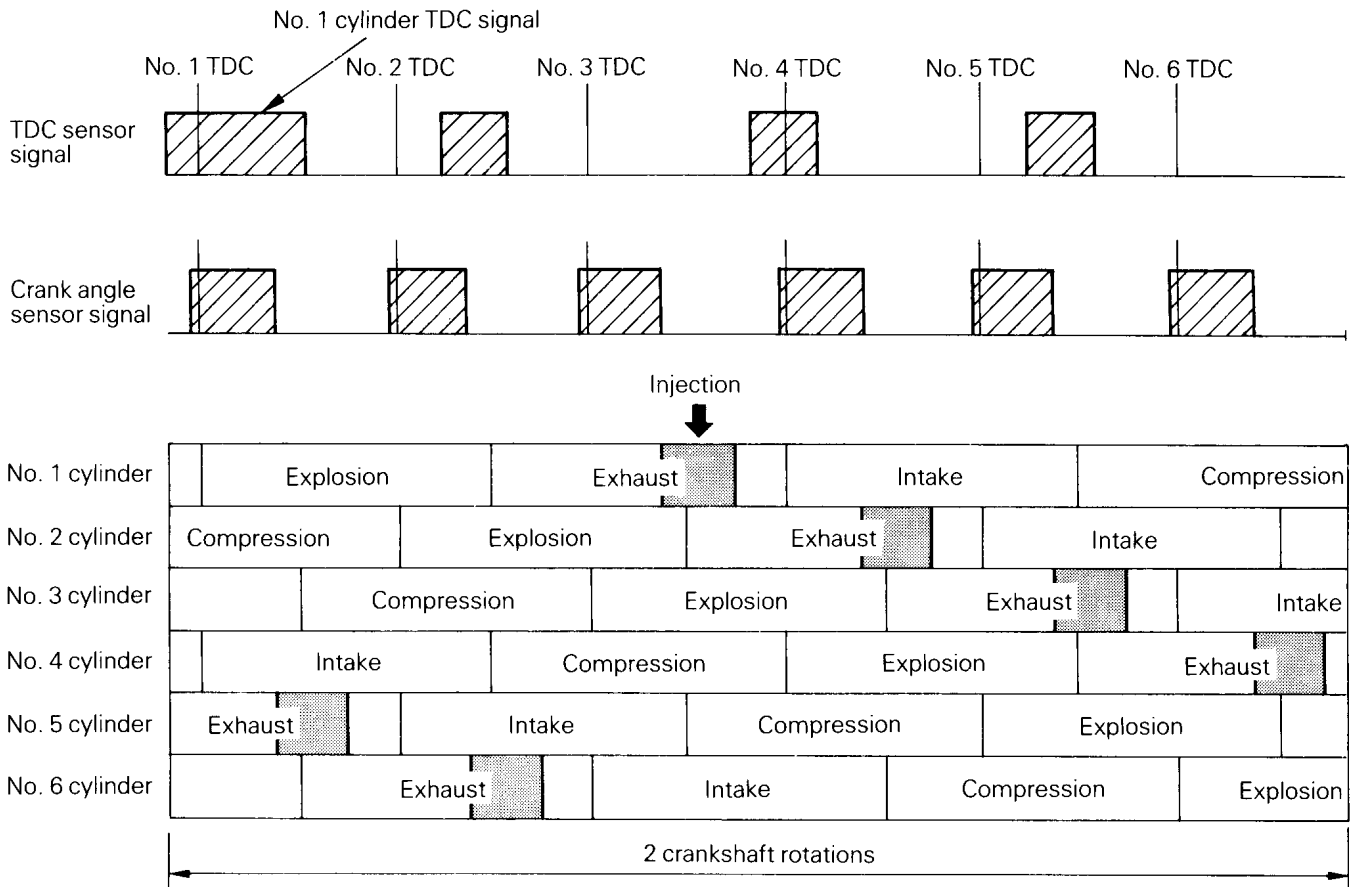 No. 1 cylinder TDC signal
No. 1 TDC
No. 2 TDC
No. 3 TDC
No. 4 TDC
No. 5 TDC
No. 6 TDC
TDC sensor
signal
Crank angle
sensor signal
Injection
No. 1 cylinder
Explosion
Exhaust
Intake
Compression
No. 2 cylinder
Compression
Explosion
Exhaust
Intake
No. 3 cylinder
Compression
Explosion
Exhaust
Intake
No. 4 cylinder
Intake
Compression
Explosion
Exhaust
No. 5 cylinder
Exhaust
Intake
Compression
Explosion
No. 6 cylinder
Exhaust
Intake
Compression
Explosion
2 crankshaft rotations